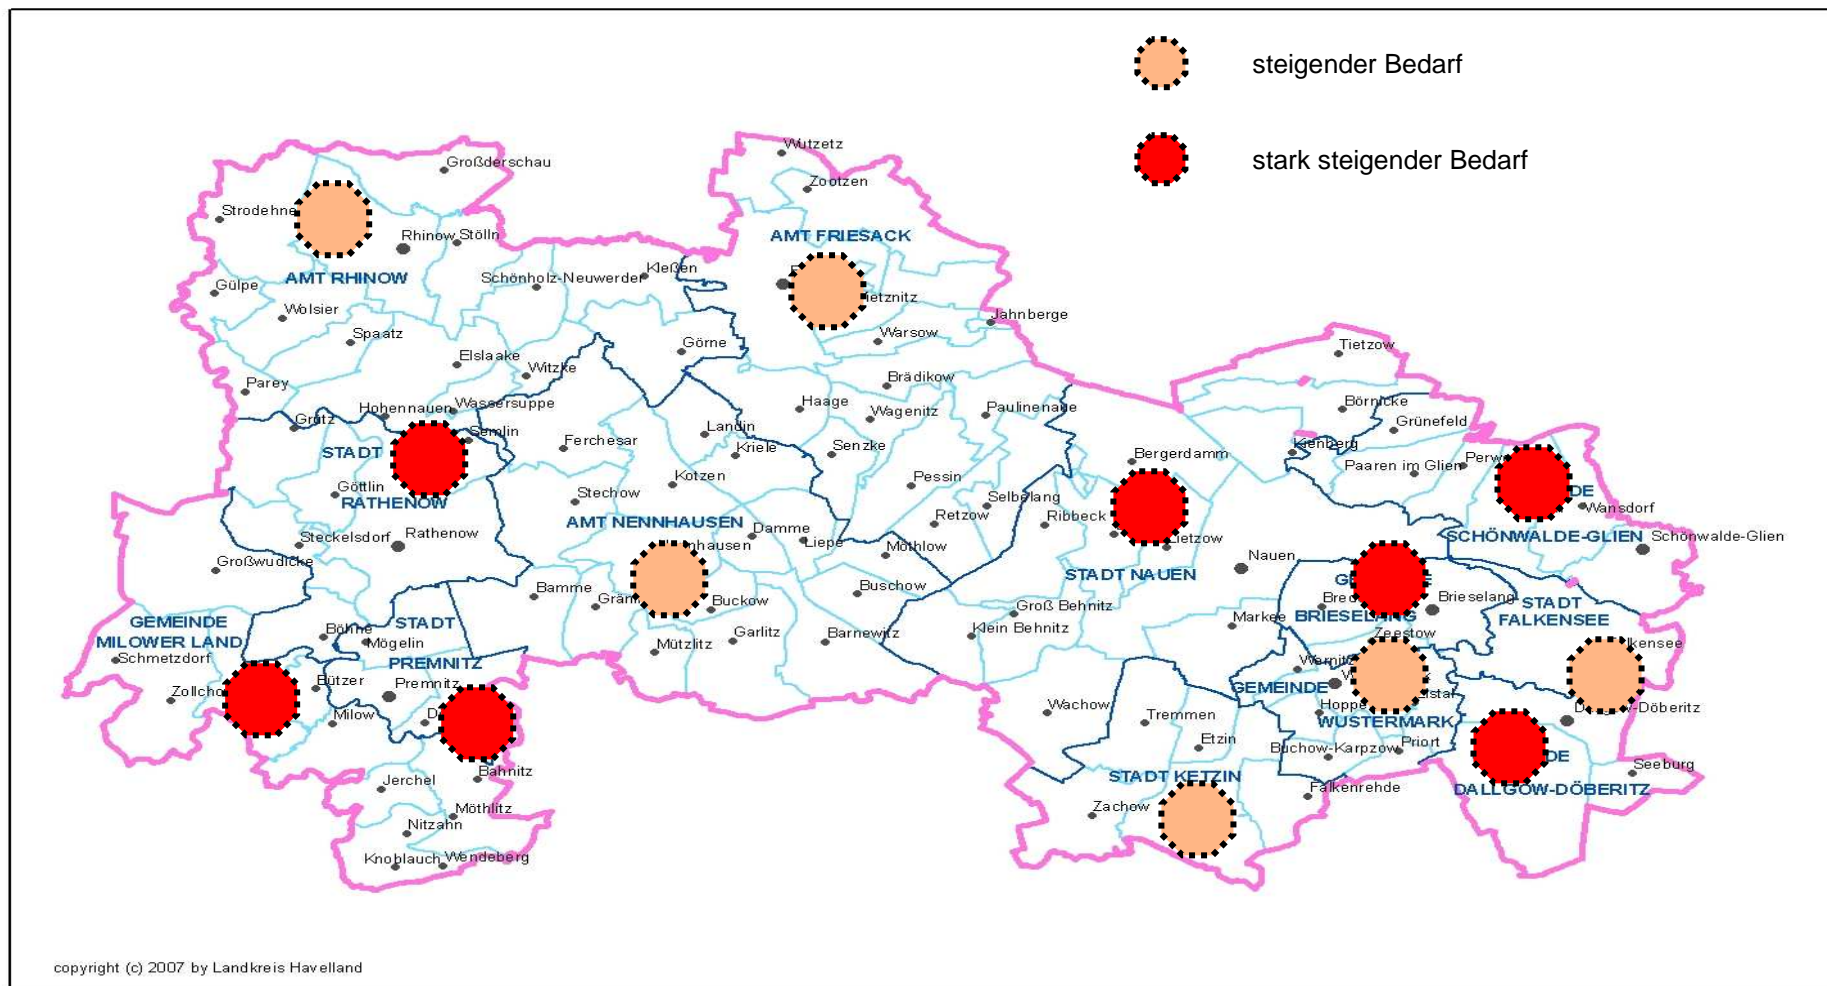 steigender Bedarf
stark steigender Bedarf
Wutzetz
Großderschau
Zootzen
Strodehne
Rhinow
Stölln
AMT FRIESACK
AMT RHINOW
Schönholz-Neuwerder
Kleßen
Gülpe
Wolsier
Jahnberge
Spaatz
Warsow
Görne
Tietzow
Elslaake
Witzke
Parey
Brädikow
Hohennauen
Wassersuppe
Haage
Wagenitz
Paulinenaue
Börnicke
Grütz
Grünefeld
Semlin
Landin
Ferchesar
Kriele
Senzke
Kienberg
STADT
RATHENOW
Bergerdamm
Paaren im Glien
Göttlin
Kotzen
Pessin
Stechow
Selbelang
Wansdorf
AMT NENNHAUSEN
Damme
Retzow
Ribbeck
Rathenow
Steckelsdorf
Liepe
Lietzow
SCHÖNWALDE-GLIEN
Schönwalde-Glien
Möthlow
Nauen
Großwudicke
STADT NAUEN
Bamme
Buschow
Buckow
Brieselang
STADT
FALKENSEE
Groß Behnitz
BRIESELANG
Markee
GEMEINDE
MILOWER LAND
Böhne
Mögelin
STADT
PREMNITZ
Garlitz
Barnewitz
Klein Behnitz
Zeestow
Mützlitz
Schmetzdorf
Bützer
Premnitz
GEMEINDE
WUSTERMARK
Milow
Wachow
Tremmen
Etzin
Buchow-Karpzow
Priort
Seeburg
Bahnitz
Jerchel
STADT KETZIN
DALLGOW-DÖBERITZ
Falkenrehde
Möthlitz
Zachow
Nitzahn
Knoblauch
Wendeberg
copyright (c) 2007 by Landkreis Havelland